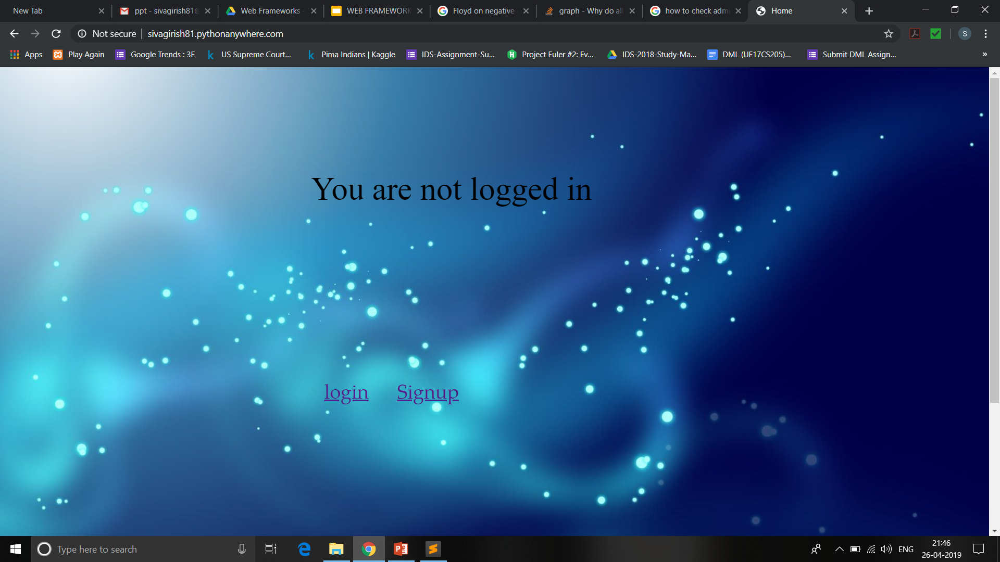 New Tab
ppt - sivagirish81@
Web Frameworks -
WEB FRAMEWORK
Floyd on negative
graph - Why do al
how to check adm
Home
Not secure
sivagirish81.pythonanywhere.com
Apps
Play Again
Google Trends : 3E
US Supreme Court...
Pima Indians | Kaggle
IDS-Assignment-Su...
Project Euler #2: Ev...
IDS-2018-Study-Ma...
DML (UE17CS205)...
Submit DML Assign...
»
You are not logged in
login
Signup
Type here to search
ENG
21:46
26-04-2019